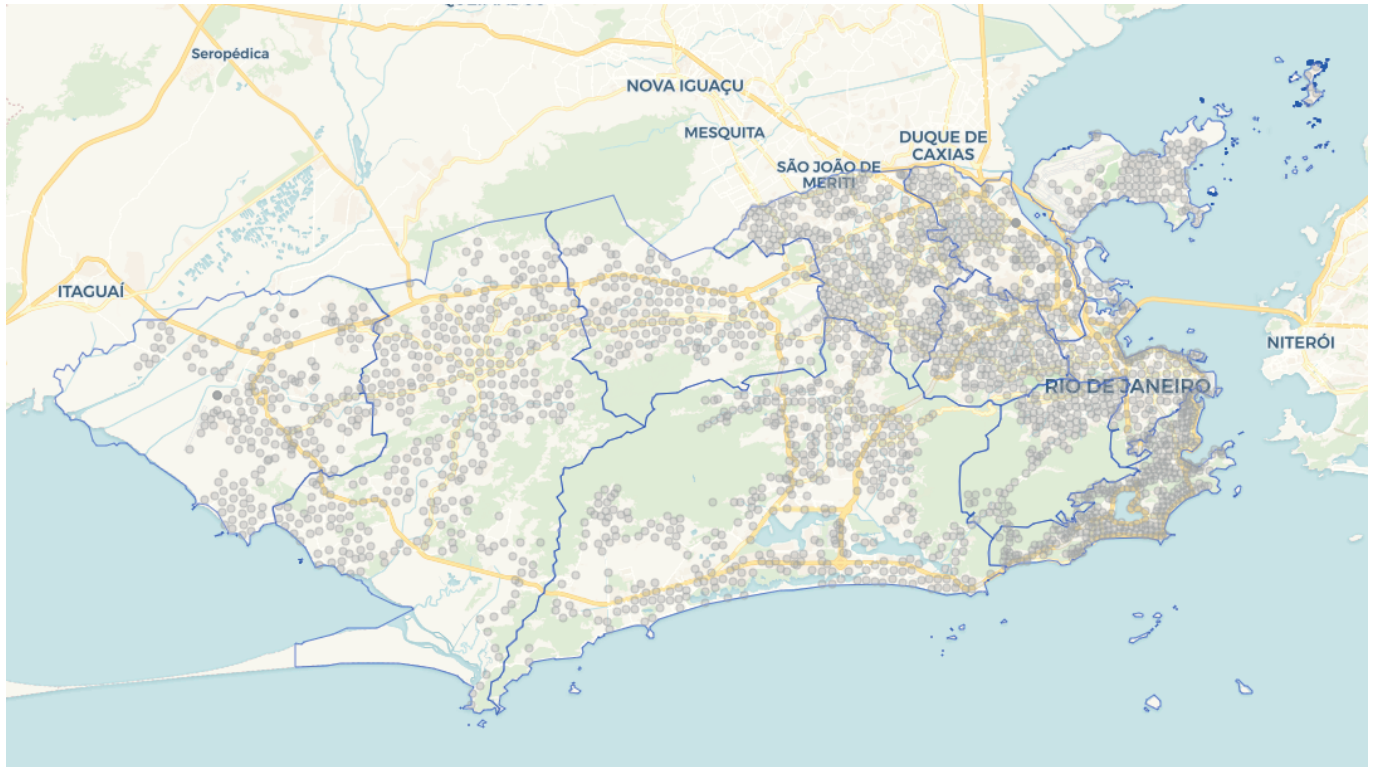 Seropédica
NOVA IGUAÇU
MESQUITA
DUQUE DE
CAXIAS
SÃO JOÃO DE
MERITI
ITAGUAÍ
NITERÓI
RIO DE JANEIRO